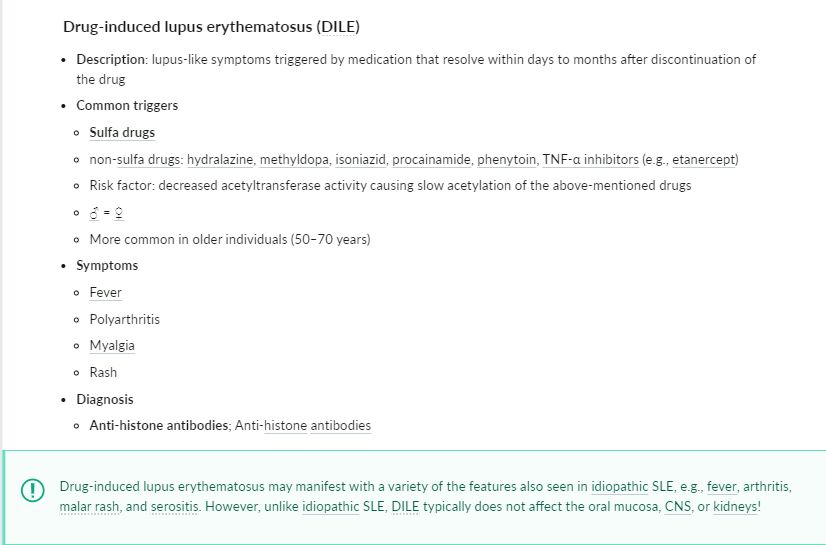 Drug-induced lupus erythematosus (DILE)
Description: lupus-like symptoms triggered by medication that resolve within days to months after discontinuation of
the drug
Common triggers
Sulfa drugs
non-sulfa drugs: hydralazine, methyldopa, isoniazid, procainamide, phenytoin, TNF-α inhibitors (e.g., etanercept)
Risk factor: decreased acetyltransferase activity causing slow acetylation of the above-mentioned drugs
♂ = ♀
More common in older individuals (50–70 years)
Symptoms
Fever
Polyarthritis
Myalgia
Rash
Diagnosis
Anti-histone antibodies; Anti-histone antibodies
Drug-induced lupus erythematosus may manifest with a variety of the features also seen in idiopathic SLE, e.g., fever, arthritis,
malar rash, and serositis. However, unlike idiopathic SLE, DILE typically does not affect the oral mucosa, CNS, or kidneys!